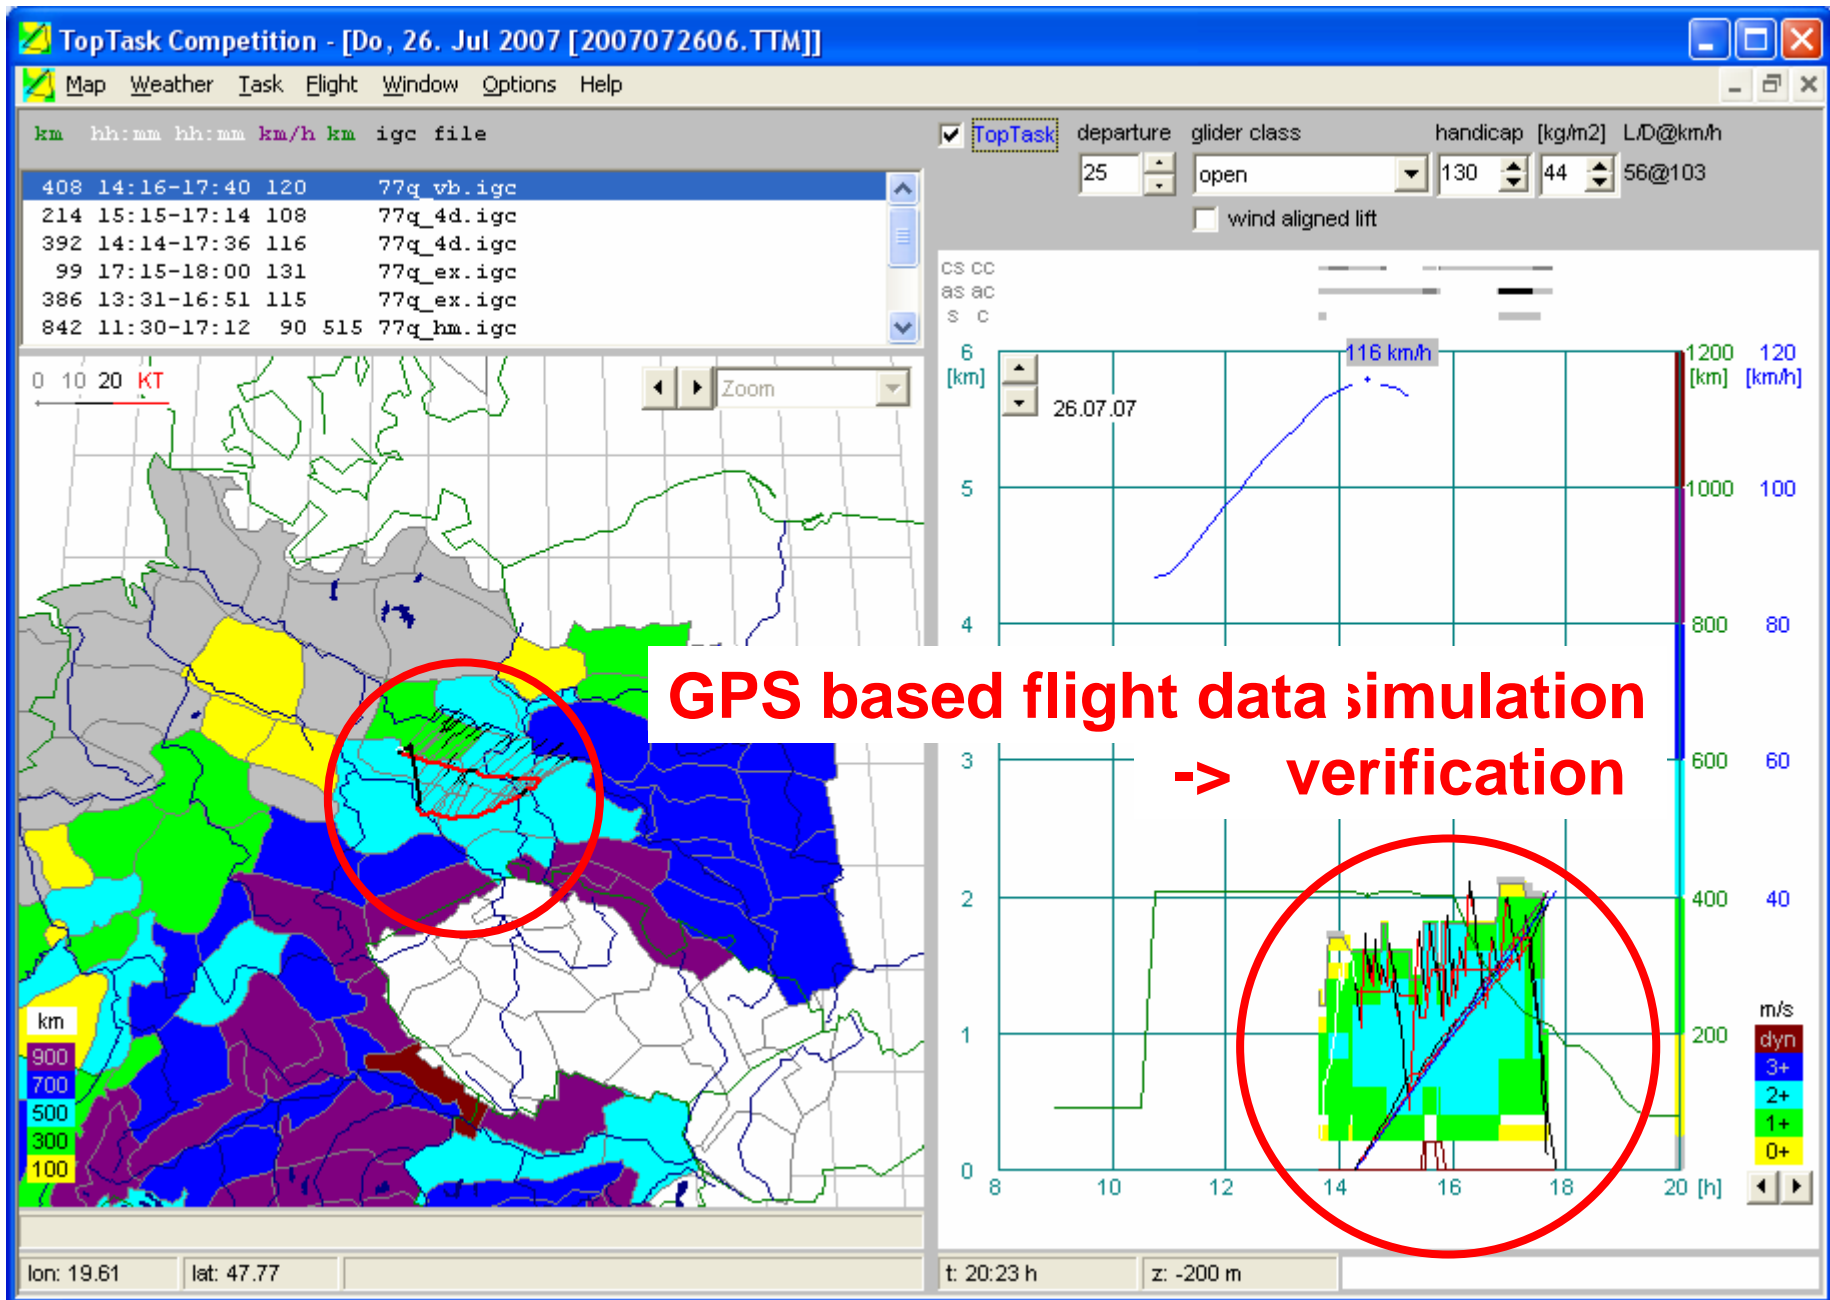 TopTask Competition - [Do, 26. Jul 2007 [2007072606.TTM]]
Map Weather Task Flight Window Options Help
km hh:mm hh:mm km/h km igc file
408 14:16-17:40 120 77q_vb.igc
214 15:15-17:14 108 77q_4d.igc
392 14:14-17:36 116 77q_4d.igc
99 17:15-18:00 131 77q_ex.igc
386 13:31-16:51 115 77q_ex.igc
842 11:30-17:12 90 515 77q_hm.igc
TopTask departure glider class handicap [kg/m2] L/D@km/h
25 open 130 44 56@103
wind aligned lift
0 10 20 KT
Zoom
cs cc
as ac
s c
6 116 km/h 1200 120
[km] [km] [km/h]
26.07.07
5 1000 100
4 800 80
GPS based flight data simulation
-> verification
3 600 60
2 400 40
1 200
0
8 10 12 14 16 18 20 [h]
m/s
dyn
3+
2+
1+
0+
km
900
700
500
300
100
lon: 19.61 lat: 47.77
t: 20:23 h z: -200 m